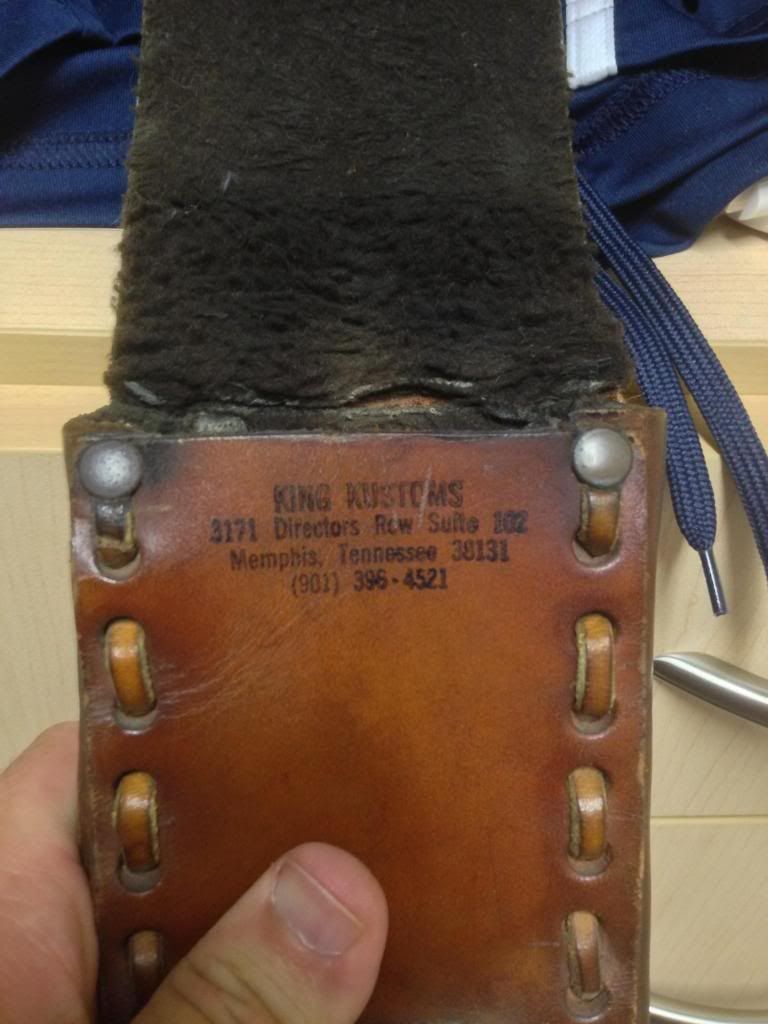 KING KUSTOMS
3171 Directors Row Suite 102
Memphis, Tennessee 38131
(901) 396-4521